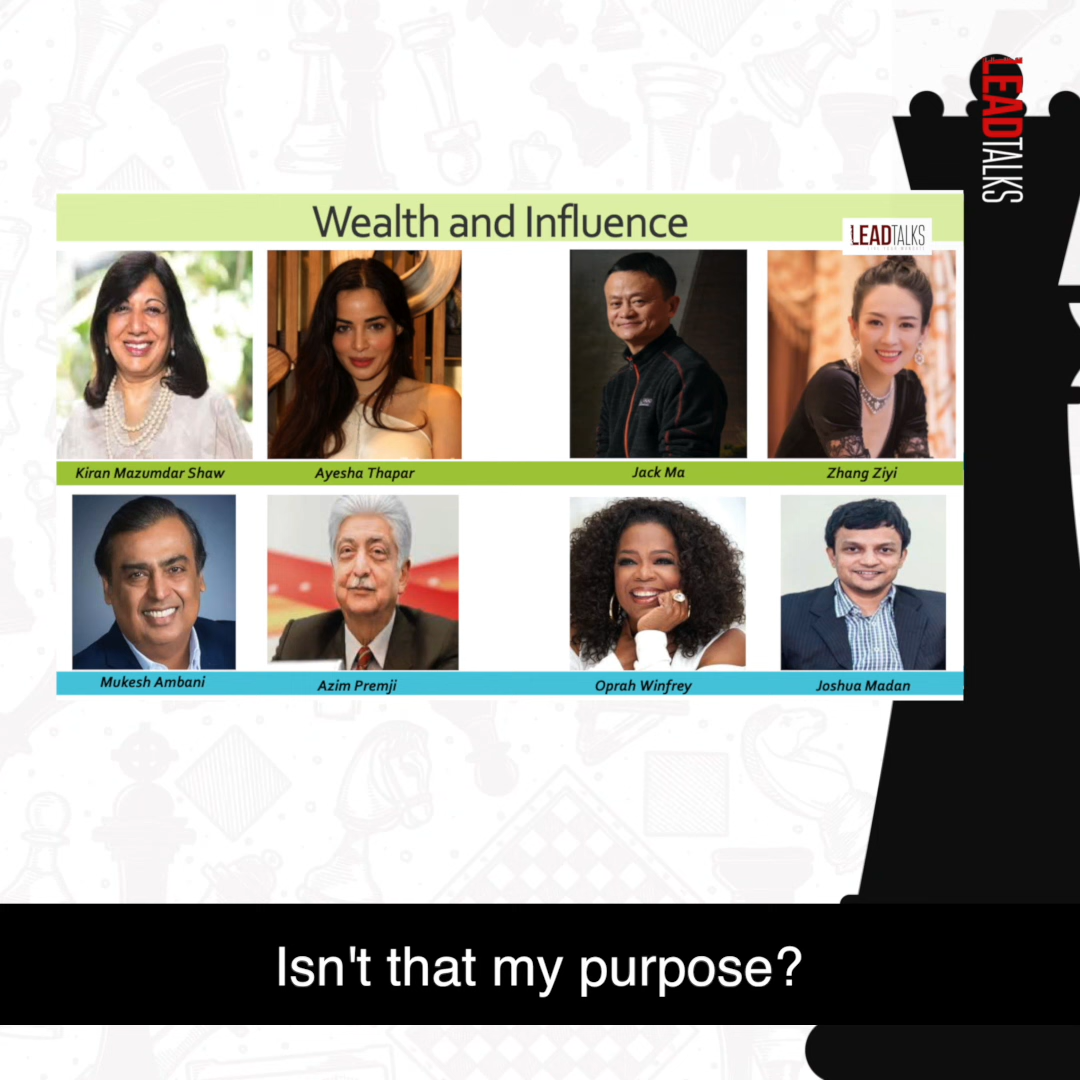 LEADTALKS
Wealth and Influence
LEADTALKS
Kiran Mazumdar Shaw
Ayesha Thapar
Jack Ma
Zhang Ziyi
Mukesh Ambani
Azim Premji
Oprah Winfrey
Joshua Madan
Isn't that my purpose?